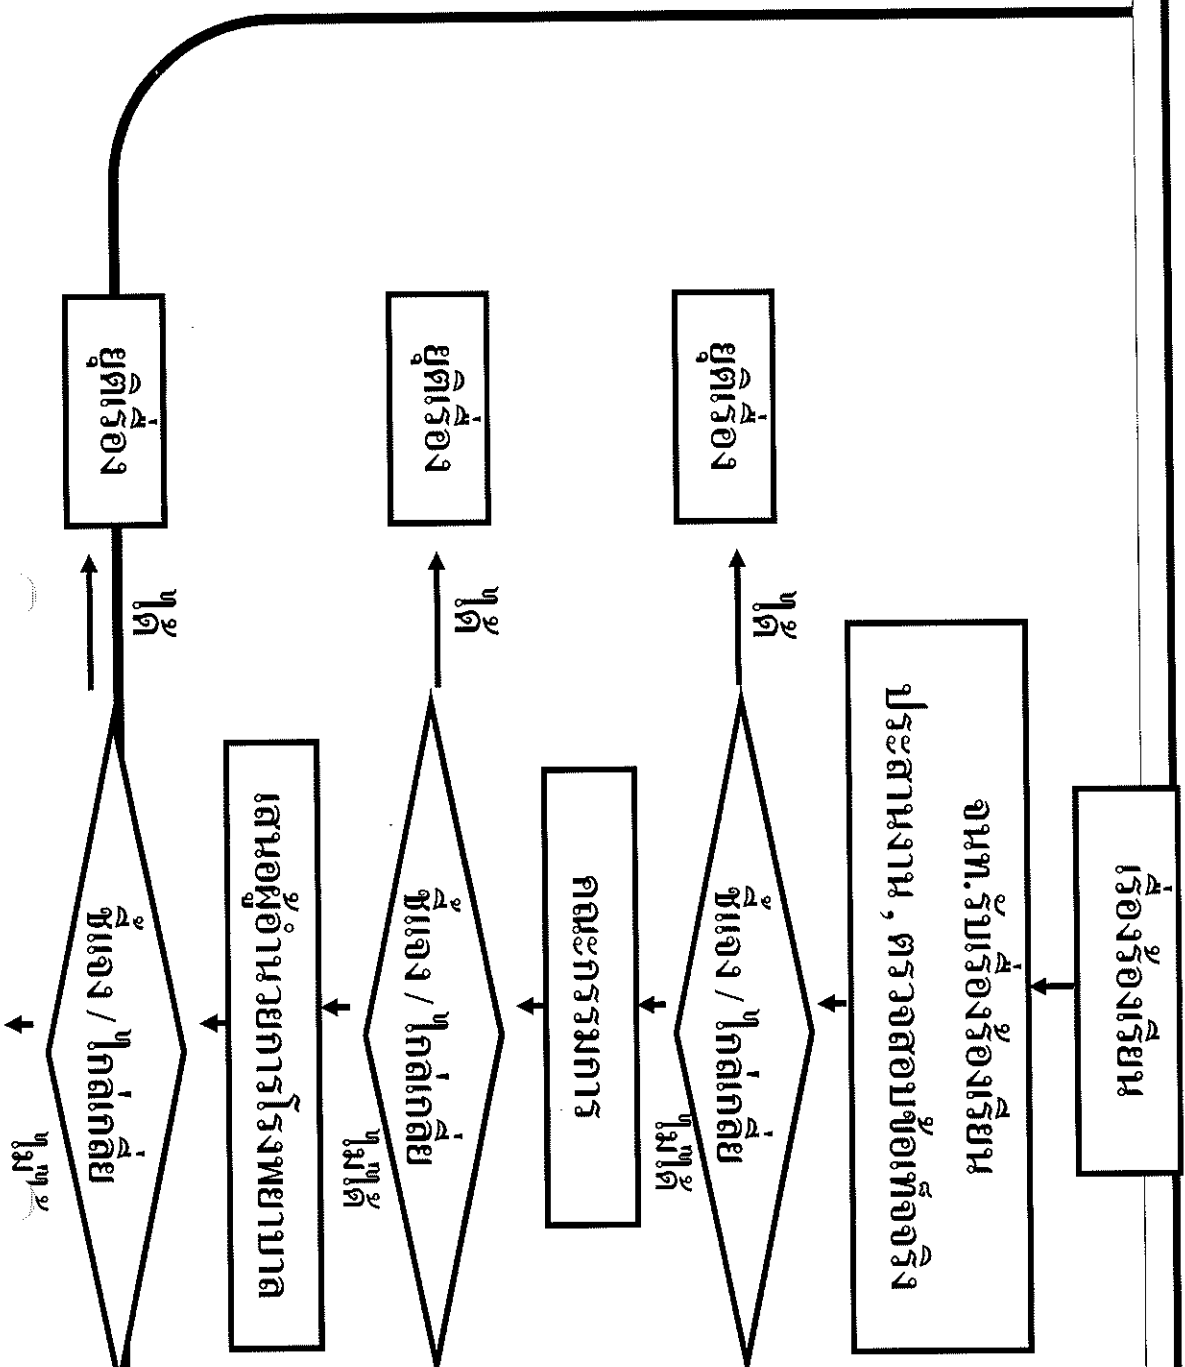 เรื่องร้องเรียน
จนท.รับเรื่องร้องเรียน
ประสานงาน , ตรวจสอบข้อเท็จจริง
ชี้แจง / ไกล่เกลี่ย
ได้
ยุติเรื่อง
ไม่ได้
คณะกรรมการ
ชี้แจง / ไกล่เกลี่ย
ได้
ยุติเรื่อง
ไม่ได้
เสนอผู้อำนวยการโรงพยาบาล
ชี้แจง / ไกล่เกลี่ย
ได้
ยุติเรื่อง